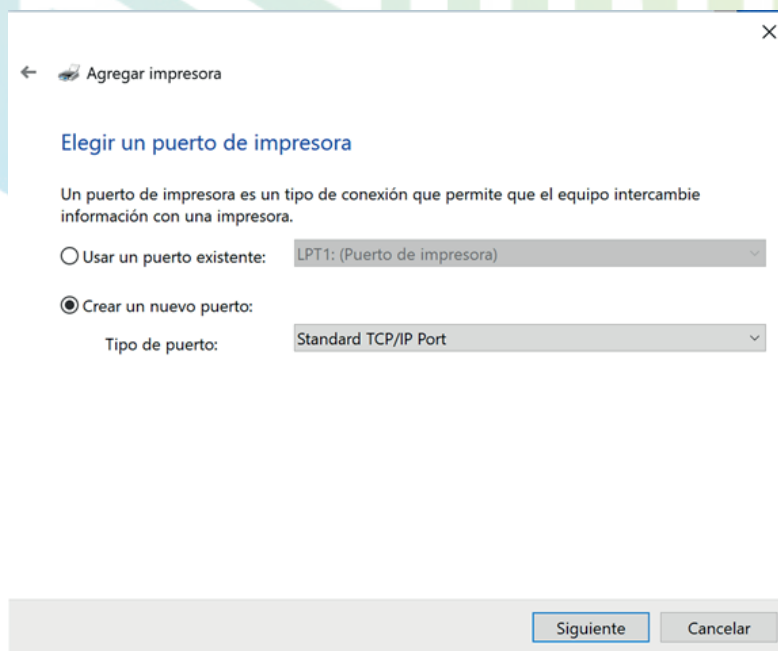 Agregar impresora
Elegir un puerto de impresora
Un puerto de impresora es un tipo de conexión que permite que el equipo intercambie
información con una impresora.
Usar un puerto existente: LPT1: (Puerto de impresora)
Crear un nuevo puerto:
Tipo de puerto: Standard TCP/IP Port
Siguiente Cancelar